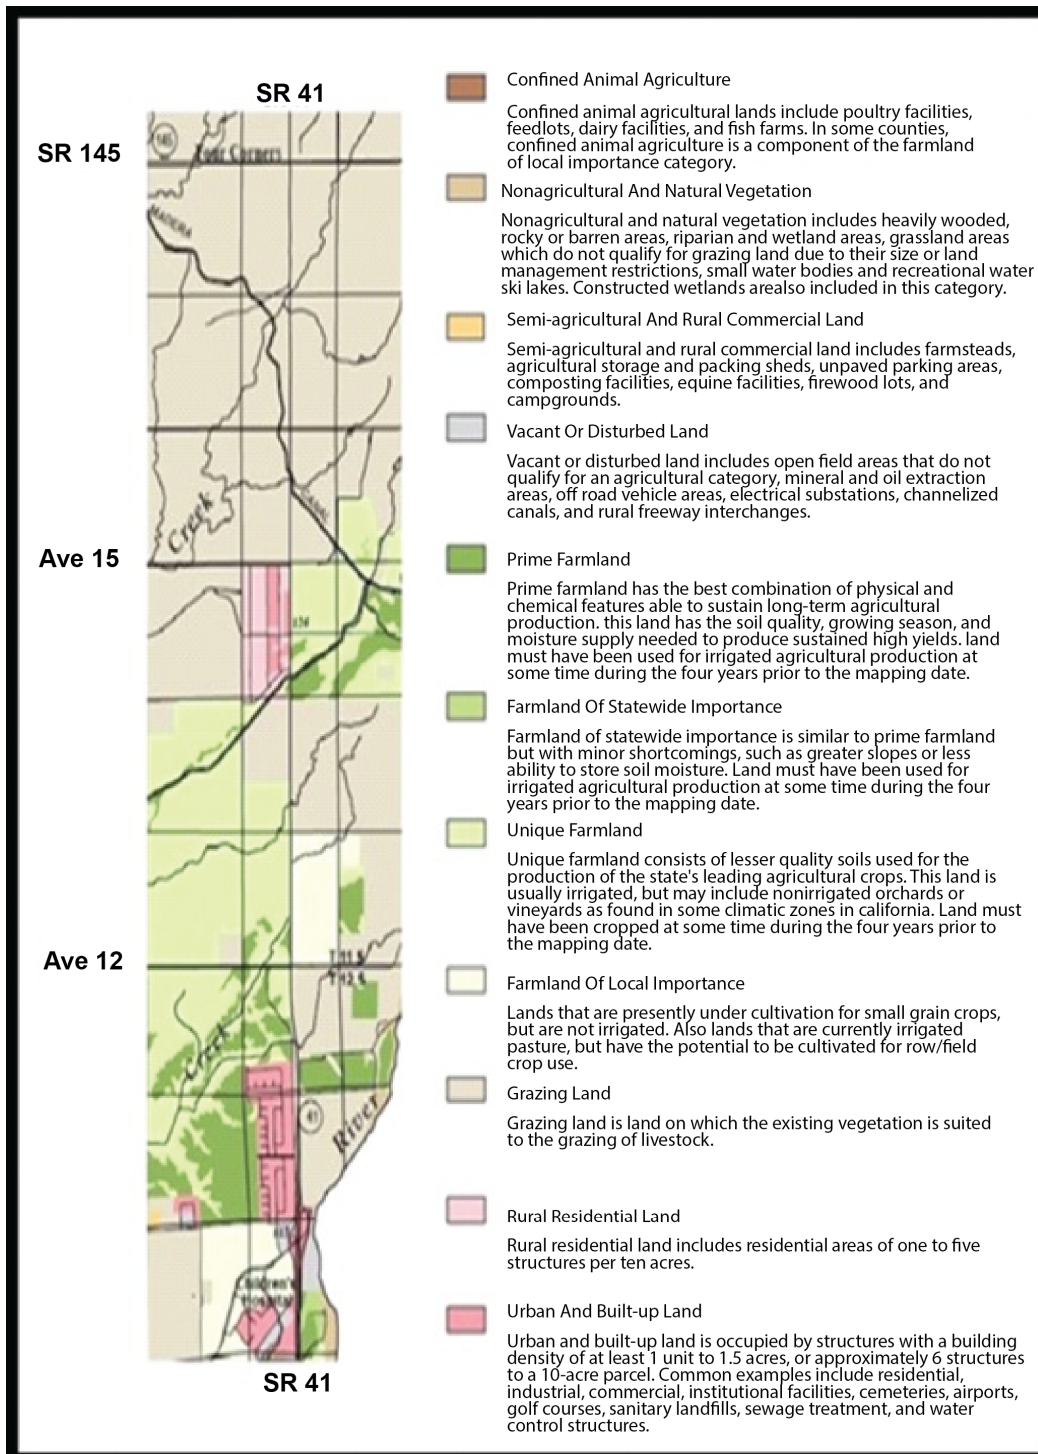 SR 41
SR 145
145
Four Corners
MADERA
Creek
CANAL
Ave 15
Ave 12
T 11 S
T 12 S
Creek
41
River
Children's
Hospital
SR 41
Confined Animal Agriculture
Confined animal agricultural lands include poultry facilities,
feedlots, dairy facilities, and fish farms. In some counties,
confined animal agriculture is a component of the farmland
of local importance category.
Nonagricultural And Natural Vegetation
Nonagricultural and natural vegetation includes heavily wooded,
rocky or barren areas, riparian and wetland areas, grassland areas
which do not qualify for grazing land due to their size or land
management restrictions, small water bodies and recreational water
ski lakes. Constructed wetlands arealso included in this category.
Semi-agricultural And Rural Commercial Land
Semi-agricultural and rural commercial land includes farmsteads,
agricultural storage and packing sheds, unpaved parking areas,
composting facilities, equine facilities, firewood lots, and
campgrounds.
Vacant Or Disturbed Land
Vacant or disturbed land includes open field areas that do not
qualify for an agricultural category, mineral and oil extraction
areas, off road vehicle areas, electrical substations, channelized
canals, and rural freeway interchanges.
Prime Farmland
Prime farmland has the best combination of physical and
chemical features able to sustain long-term agricultural
production. this land has the soil quality, growing season, and
moisture supply needed to produce sustained high yields. land
must have been used for irrigated agricultural production at
some time during the four years prior to the mapping date.
Farmland Of Statewide Importance
Farmland of statewide importance is similar to prime farmland
but with minor shortcomings, such as greater slopes or less
ability to store soil moisture. Land must have been used for
irrigated agricultural production at some time during the four
years prior to the mapping date.
Unique Farmland
Unique farmland consists of lesser quality soils used for the
production of the state's leading agricultural crops. This land is
usually irrigated, but may include nonirrigated orchards or
vineyards as found in some climatic zones in california. Land must
have been cropped at some time during the four years prior to
the mapping date.
Farmland Of Local Importance
Lands that are presently under cultivation for small grain crops,
but are not irrigated. Also lands that are currently irrigated
pasture, but have the potential to be cultivated for row/field
crop use.
Grazing Land
Grazing land is land on which the existing vegetation is suited
to the grazing of livestock.
Rural Residential Land
Rural residential land includes residential areas of one to five
structures per ten acres.
Urban And Built-up Land
Urban and built-up land is occupied by structures with a building
density of at least 1 unit to 1.5 acres, or approximately 6 structures
to a 10-acre parcel. Common examples include residential,
industrial, commercial, institutional facilities, cemeteries, airports,
golf courses, sanitary landfills, sewage treatment, and water
control structures.